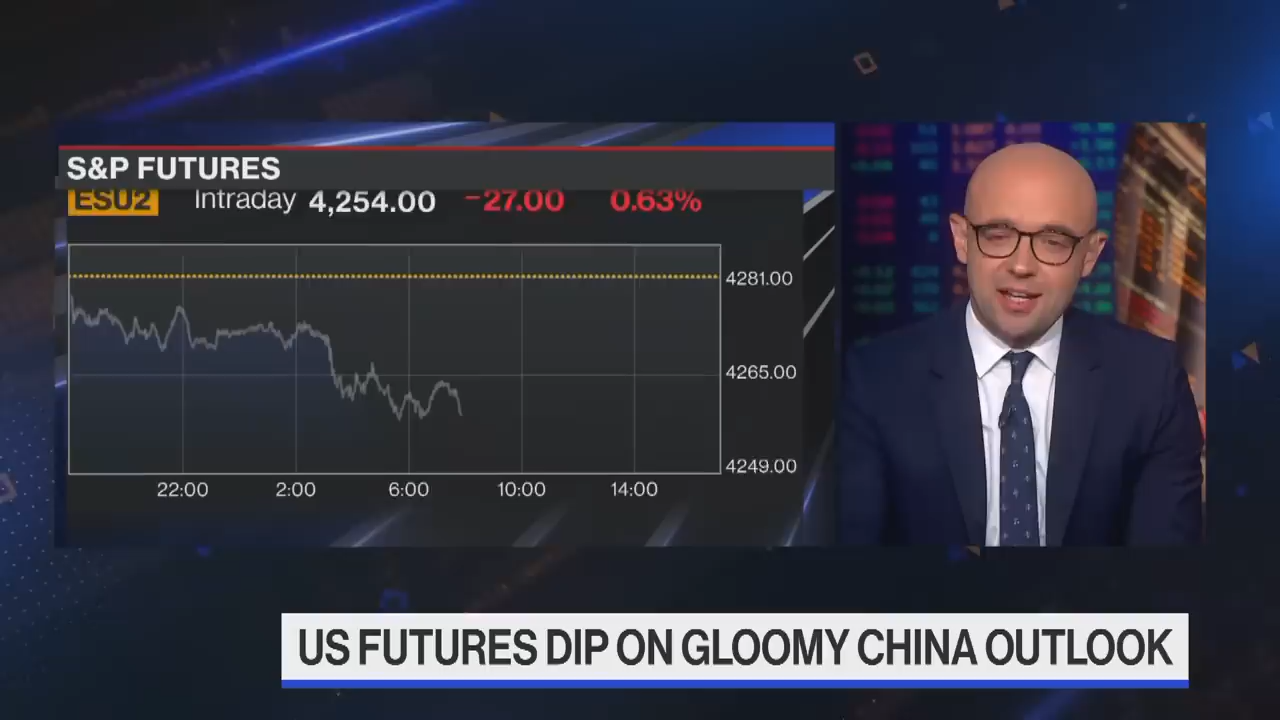 S&P FUTURES
ESU2 Intraday 4,254.00 -27.00 0.63%
4281.00
4265.00
4249.00
22:00 2:00 6:00 10:00 14:00
US FUTURES DIP ON GLOOMY CHINA OUTLOOK